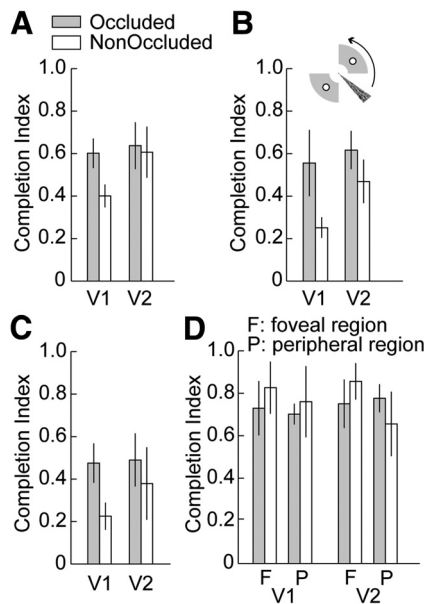 A
Occluded
NonOccluded
1.0
0.8
0.6
0.4
0.2
0
Completion Index
V1 V2
B
1.0
0.8
0.6
0.4
0.2
0
Completion Index
V1 V2
C
1.0
0.8
0.6
0.4
0.2
0
Completion Index
V1 V2
D
F: foveal region
P: peripheral region
1.0
0.8
0.6
0.4
0.2
0
Completion Index
F P F P
V1 V2